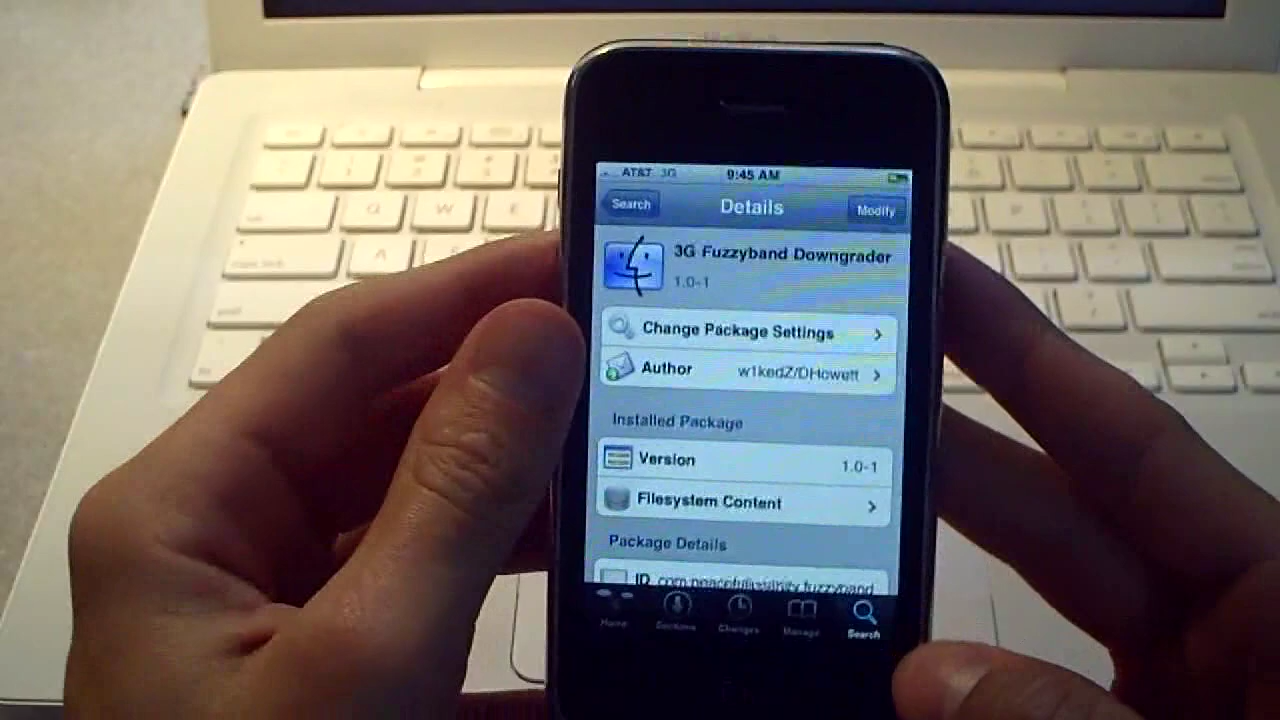 AT&T 3G 9:45 AM
Search Details Modify
3G Fuzzyband Downgrader
1.0-1
Change Package Settings
Author w1kedZ/DHowett
Installed Package
Version 1.0-1
Filesystem Content
Package Details
ID
Home Sections Changes Manage Search
Q W E
A